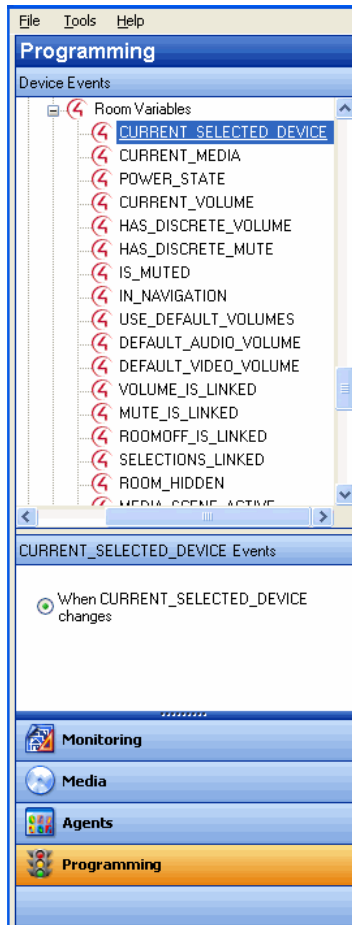 File Tools Help
Programming
Device Events
Room Variables
CURRENT_SELECTED_DEVICE
CURRENT_MEDIA
POWER_STATE
CURRENT_VOLUME
HAS_DISCRETE_VOLUME
HAS_DISCRETE_MUTE
IS_MUTED
IN_NAVIGATION
USE_DEFAULT_VOLUMES
DEFAULT_AUDIO_VOLUME
DEFAULT_VIDEO_VOLUME
VOLUME_IS_LINKED
MUTE_IS_LINKED
ROOMOFF_IS_LINKED
SELECTIONS_LINKED
ROOM_HIDDEN
MEDIA_SCENE_ACTIVE
CURRENT_SELECTED_DEVICE Events
When CURRENT_SELECTED_DEVICE
changes
Monitoring
Media
Agents
Programming